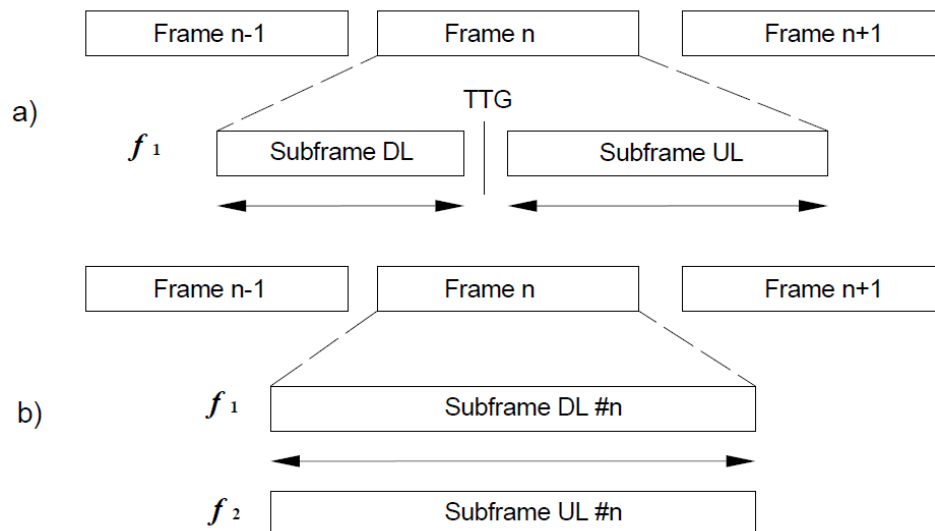 Frame n-1 Frame n Frame n+1
a)
TTG
f 1 Subframe DL Subframe UL
Frame n-1 Frame n Frame n+1
b)
f 1 Subframe DL #n
f 2 Subframe UL #n